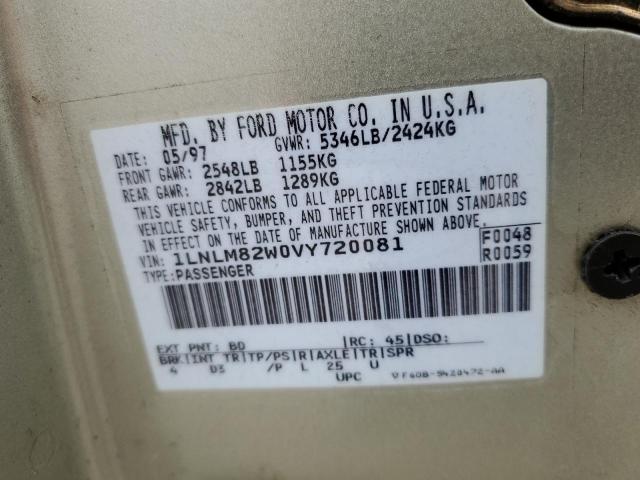 MFD. BY FORD MOTOR CO. IN U.S.A.
DATE: 05/97 GVWR: 5346LB/2424KG
FRONT GAWR: 2548LB 1155KG
REAR GAWR: 2842LB 1289KG
THIS VEHICLE CONFORMS TO ALL APPLICABLE FEDERAL MOTOR
VEHICLE SAFETY, BUMPER, AND THEFT PREVENTION STANDARDS
IN EFFECT ON THE DATE OF MANUFACTURE SHOWN ABOVE.
VIN: 1LNLM82W0VY720081 F0048
TYPE: PASSENGER R0059
EXT PNT: BD RC: 45 DSO:
BRK INT TR TP/PS R AXLE TR SPR
4 D3 /P L 25 U
UPC